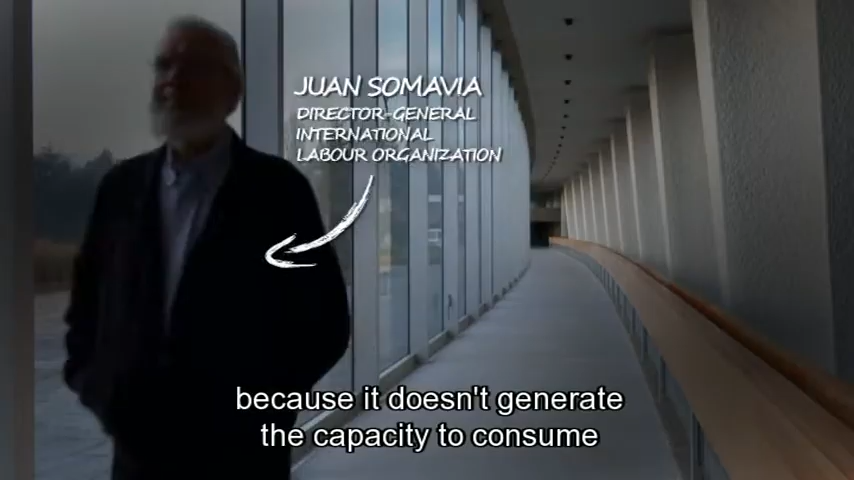 JUAN SOMAVIA
DIRECTOR-GENERAL
INTERNATIONAL
LABOUR ORGANIZATION
because it doesn't generate
the capacity to consume